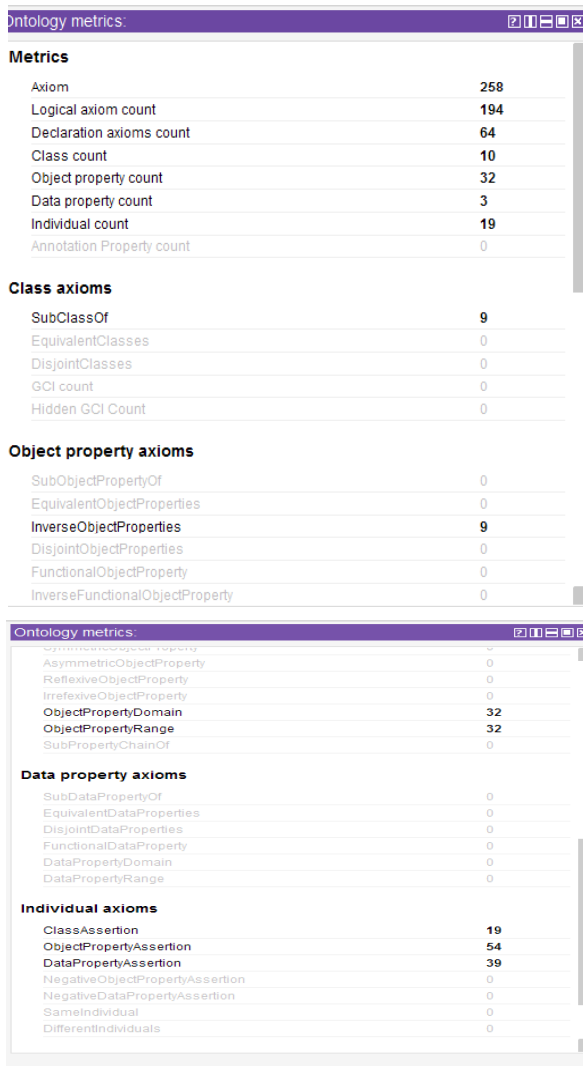 Ontology metrics:
Metrics
Axiom 258
Logical axiom count 194
Declaration axioms count 64
Class count 10
Object property count 32
Data property count 3
Individual count 19
Annotation Property count 0
Class axioms
SubClassOf 9
EquivalentClasses 0
DisjointClasses 0
GCI count 0
Hidden GCI Count 0
Object property axioms
SubObjectPropertyOf 0
EquivalentObjectProperties 0
InverseObjectProperties 9
DisjointObjectProperties 0
FunctionalObjectProperty 0
InverseFunctionalObjectProperty 0
Ontology metrics:
SymmetricObjectProperty 0
AsymmetricObjectProperty 0
ReflexiveObjectProperty 0
IrrefexiveObjectProperty 0
ObjectPropertyDomain 32
ObjectPropertyRange 32
SubPropertyChainOf 0
Data property axioms
SubDataPropertyOf 0
EquivalentDataProperties 0
DisjointDataProperties 0
FunctionalDataProperty 0
DataPropertyDomain 0
DataPropertyRange 0
Individual axioms
ClassAssertion 19
ObjectPropertyAssertion 54
DataPropertyAssertion 39
NegativeObjectPropertyAssertion 0
NegativeDataPropertyAssertion 0
SameIndividual 0
DifferentIndividuals 0